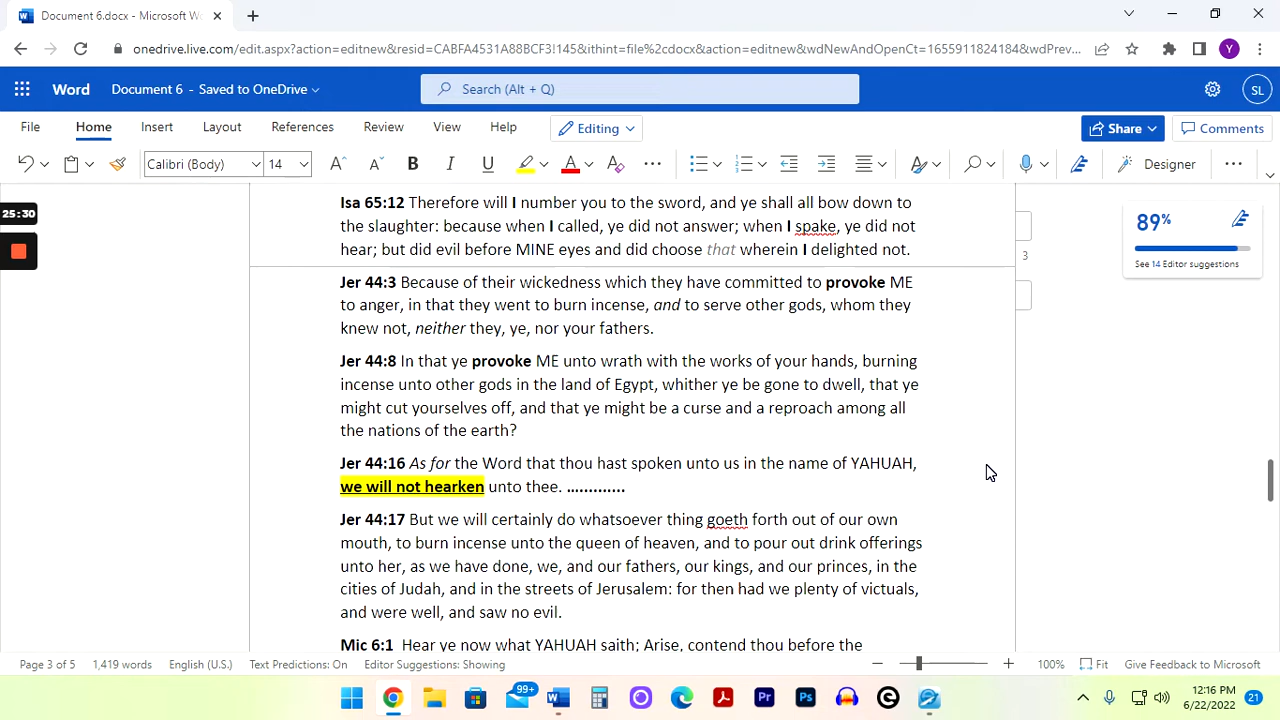 Document 6.docx - Microsoft W
onedrive.live.com/edit.aspx?action=editnew&resid=CABFA4531A88BCF3!145&ithint=file%2cdocx&action=editnew&wdNewAndOpenCt=1655911824184&wdPrev...
Y
Word Document 6 - Saved to OneDrive Search (Alt + Q) SL
File Home Insert Layout References Review View Help Editing Share Comments
Calibri (Body) 14 A A B I U A A Designer
25:30
Isa 65:12 Therefore will I number you to the sword, and ye shall all bow down to
the slaughter: because when I called, ye did not answer; when I spake, ye did not
hear; but did evil before MINE eyes and did choose that wherein I delighted not.
89%
See 14 Editor suggestions
3
Jer 44:3 Because of their wickedness which they have committed to provoke ME
to anger, in that they went to burn incense, and to serve other gods, whom they
knew not, neither they, ye, nor your fathers.
Jer 44:8 In that ye provoke ME unto wrath with the works of your hands, burning
incense unto other gods in the land of Egypt, whither ye be gone to dwell, that ye
might cut yourselves off, and that ye might be a curse and a reproach among all
the nations of the earth?
Jer 44:16 As for the Word that thou hast spoken unto us in the name of YAHUAH,
we will not hearken unto thee. .............
Jer 44:17 But we will certainly do whatsoever thing goeth forth out of our own
mouth, to burn incense unto the queen of heaven, and to pour out drink offerings
unto her, as we have done, we, and our fathers, our kings, and our princes, in the
cities of Judah, and in the streets of Jerusalem: for then had we plenty of victuals,
and were well, and saw no evil.
Mic 6:1 Hear ye now what YAHUAH saith; Arise, contend thou before the
Page 3 of 5 1,419 words English (U.S.) Text Predictions: On Editor Suggestions: Showing 100% Fit Give Feedback to Microsoft
99+ Pr Ps 12:16 PM
6/22/2022 21